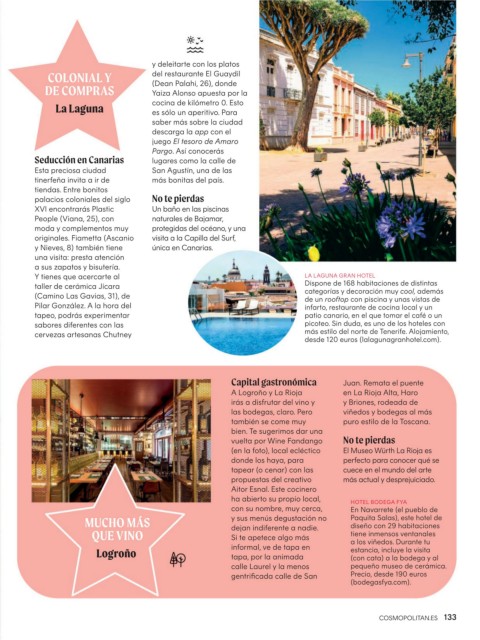 COLONIAL Y
DE COMPRAS
La Laguna
Seducción en Canarias
Esta preciosa ciudad
tinerfeña invita a ir de
tiendas. Entre bonitos
palacios coloniales del siglo
XVI encontrarás Plastic
People (Viana, 25), con
moda y complementos muy
originales. Fiametta (Ascanio
y Nieves, 8) también tiene
una visita: presta atención
a sus zapatos y bisutería.
Y tienes que acercarte al
taller de cerámica Jícara
(Camino Las Gavias, 31), de
Pilar González. A la hora del
tapeo, podrás experimentar
sabores diferentes con las
cervezas artesanas Chutney
y deleitarte con los platos
del restaurante El Guaydil
(Dean Palahi, 26), donde
Yaiza Alonso apuesta por la
cocina de kilómetro 0. Esto
es sólo un aperitivo. Para
saber más sobre la ciudad
descarga la app con el
juego El tesoro de Amaro
Pargo. Así conocerás
lugares como la calle de
San Agustín, una de las
más bonitas del país.
No te pierdas
Un baño en las piscinas
naturales de Bajamar,
protegidas del océano, y una
visita a la Capilla del Surf,
única en Canarias.
LA LAGUNA GRAN HOTEL
Dispone de 168 habitaciones de distintas
categorías y decoración muy cool, además
de un rooftop con piscina y unas vistas de
infarto, restaurante de cocina local y un
patio canario, en el que tomar el café o un
picoteo. Sin duda, es uno de los hoteles con
más estilo del norte de Tenerife. Alojamiento,
desde 120 euros (lalagunagranhotel.com).
MUCHO MÁS
QUE VINO
Logroño
Capital gastronómica
A Logroño y La Rioja
irás a disfrutar del vino y
las bodegas, claro. Pero
también se come muy
bien. Te sugerimos dar una
vuelta por Wine Fandango
(en la foto), local ecléctico
donde los haya, para
tapear (o cenar) con las
propuestas del creativo
Aitor Esnal. Este cocinero
ha abierto su propio local,
con su nombre, muy cerca,
y sus menús degustación no
dejan indiferente a nadie.
Si te apetece algo más
informal, ve de tapa en
tapa, por la animada
calle Laurel y la menos
gentrificada calle de San
Juan. Remata el puente
en La Rioja Alta, Haro
y Briones, rodeada de
viñedos y bodegas al más
puro estilo de la Toscana.
No te pierdas
El Museo Würth La Rioja es
perfecto para conocer qué se
cuece en el mundo del arte
más actual y desprejuiciado.
HOTEL BODEGA FYA
En Navarrete (el pueblo de
Paquita Salas), este hotel de
diseño con 29 habitaciones
tiene inmensos ventanales
a los viñedos. Durante tu
estancia, incluye la visita
(con cata) a la bodega y al
pequeño museo de cerámica.
Precio, desde 190 euros
(bodegasfya.com).
COSMOPOLITAN.ES 133